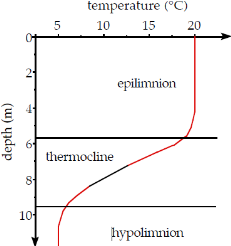 temperature (°C)
5 10 15 20
0
2
epilimnion
4
depth (m)
6
thermocline
8
10
hypolimnion